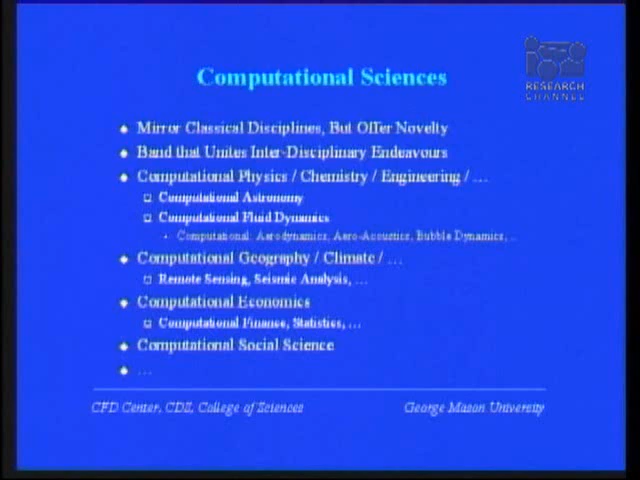 Computational Sciences
RESEARCH
CHANNEL
Mirror Classical Disciplines, But Offer Novelty
Band that Unites Inter-Disciplinary Endeavours
Computational Physics / Chemistry / Engineering / …
Computational Astronomy
Computational Fluid Dynamics
Computational: Aerodynamics, Aero-Acoustics, Bubble Dynamics, ..
Computational Geography / Climate / …
Remote Sensing, Seismic Analysis, …
Computational Economics
Computational Finance, Statistics, …
Computational Social Science
…
CFD Center, CDS, College of Sciences
George Mason University